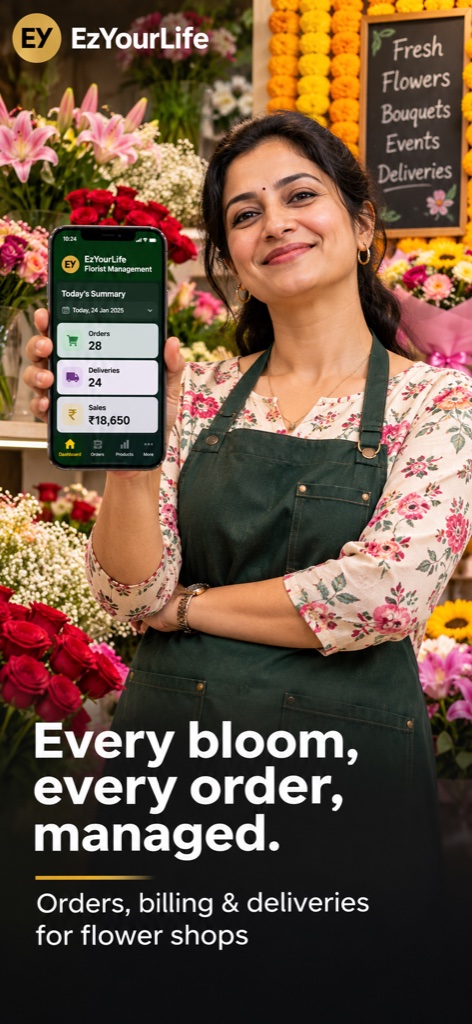 EY EzYourLife
Fresh
Flowers
Bouquets
Events
Deliveries
10:24
EY
EzYourLife
Florist Management
Today's Summary
Today, 24 Jan 2025
Orders
28
Deliveries
24
₹
Sales
₹18,650
Dashboard Orders Products More
Every bloom,
every order,
managed.
Orders, billing & deliveries
for flower shops